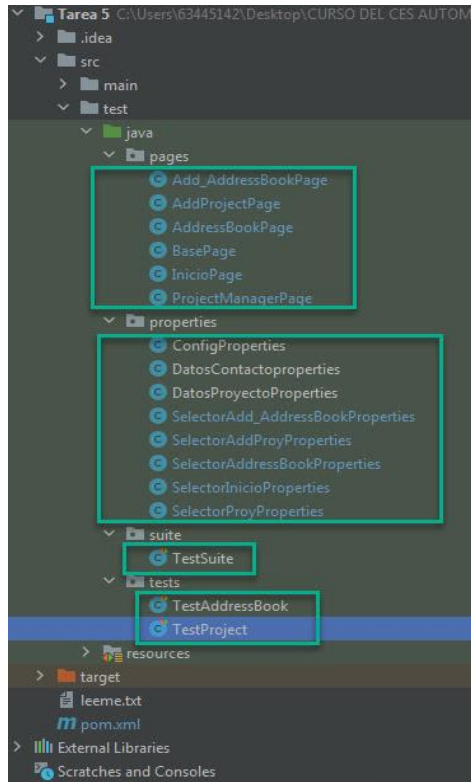 Tarea 5 C:\Users\63445142\Desktop\CURSO DEL CES AUTOM
.idea
src
main
test
java
pages
Add_AddressBookPage
AddProjectPage
AddressBookPage
BasePage
InicioPage
ProjectManagerPage
properties
ConfigProperties
DatosContactoproperties
DatosProyectoProperties
SelectorAdd_AddressBookProperties
SelectorAddProyProperties
SelectorAddressBookProperties
SelectorInicioProperties
SelectorProyProperties
suite
TestSuite
tests
TestAddressBook
TestProject
resources
target
leeme.txt
pom.xml
External Libraries
Scratches and Consoles